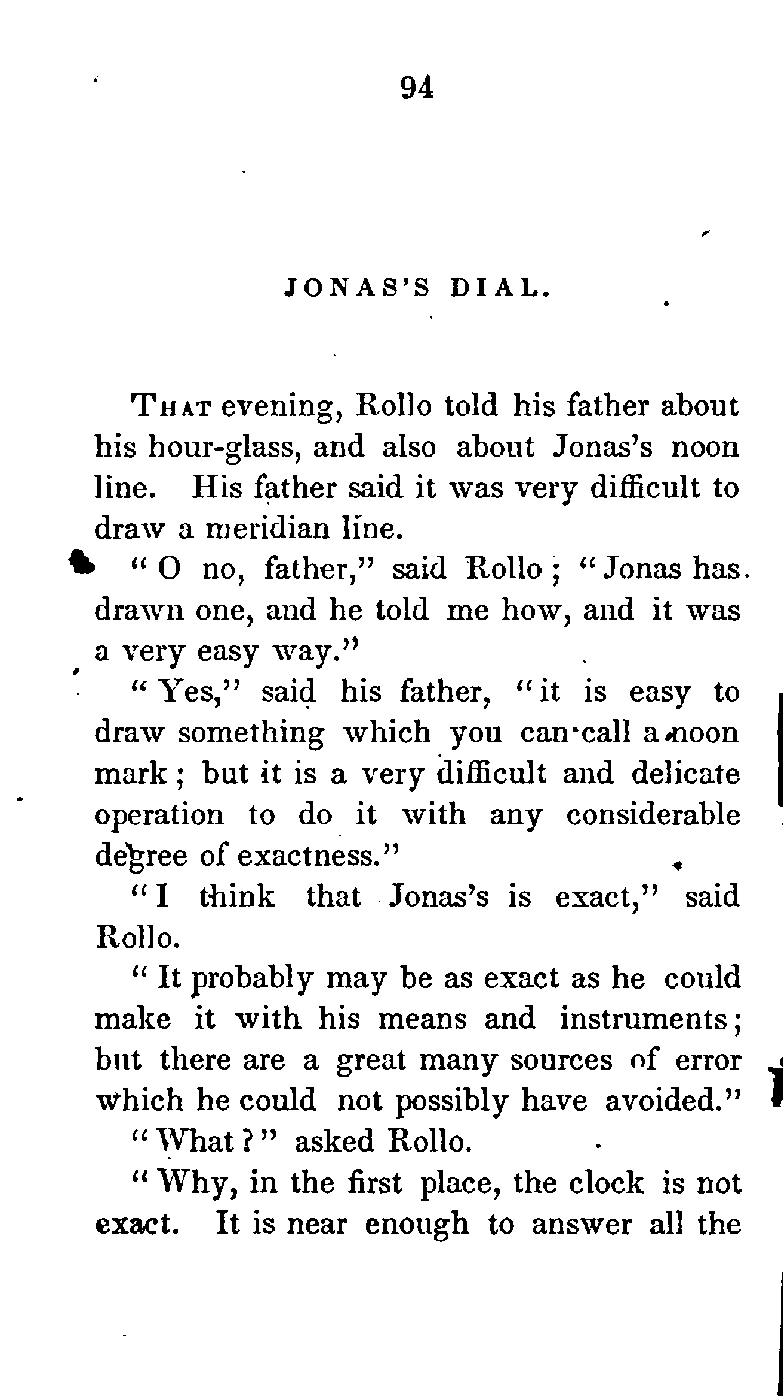 94
JONAS'S DIAL.
THAT evening, Rollo told his father about
his hour-glass, and also about Jonas's noon
line. His father said it was very difficult to
draw a meridian line.
"O no, father," said Rollo; "Jonas has
drawn one, and he told me how, and it was
a very easy way."
"Yes," said his father, "it is easy to
draw something which you can call a noon
mark; but it is a very difficult and delicate
operation to do it with any considerable
degree of exactness."
"I think that Jonas's is exact," said
Rollo.
"It probably may be as exact as he could
make it with his means and instruments;
but there are a great many sources of error
which he could not possibly have avoided."
"What?" asked Rollo.
"Why, in the first place, the clock is not
exact. It is near enough to answer all the